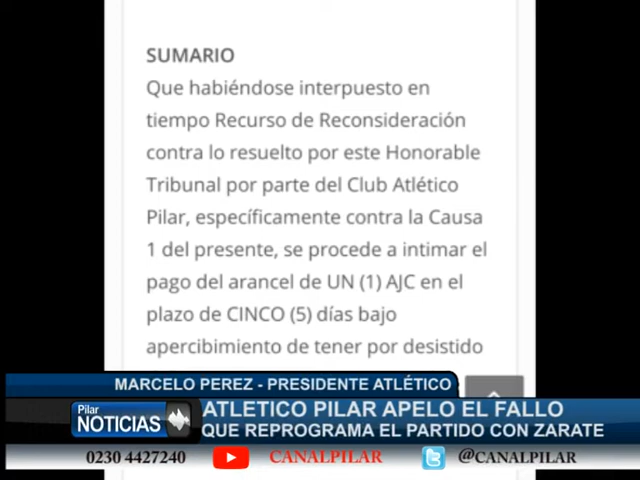 SUMARIO
Que habiéndose interpuesto en
tiempo Recurso de Reconsideración
contra lo resuelto por este Honorable
Tribunal por parte del Club Atlético
Pilar, específicamente contra la Causa
1 del presente, se procede a intimar el
pago del arancel de UN (1) AJC en el
plazo de CINCO (5) días bajo
apercibimiento de tener por desistido
MARCELO PEREZ - PRESIDENTE ATLÉTICO
Pilar
NOTICIAS
ATLETICO PILAR APELO EL FALLO
QUE REPROGRAMA EL PARTIDO CON ZARATE
0230 4427240 CANALPILAR @CANALPILAR